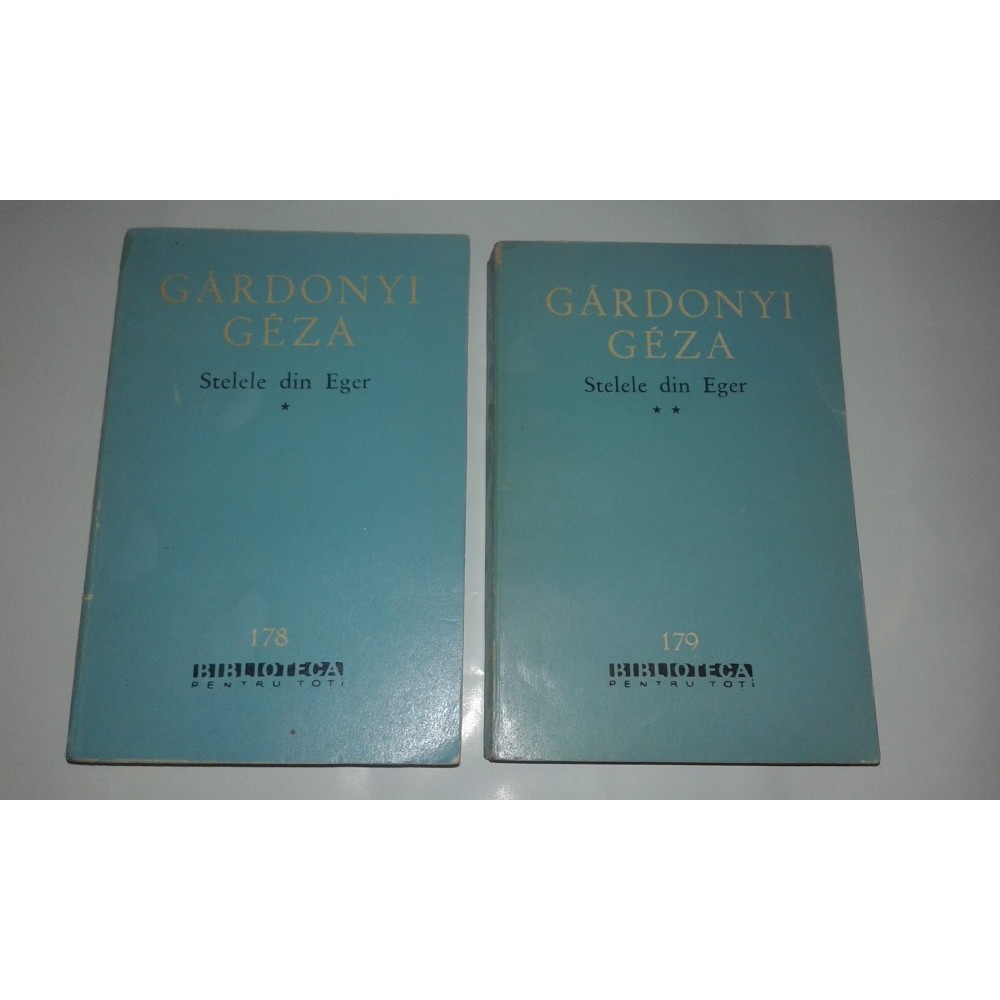 GÁRDONYI
GÉZA
Stelele din Eger
★
178
BIBLIOTECA
PENTRU TOȚI
GÁRDONYI
GÉZA
Stelele din Eger
★ ★
179
BIBLIOTECA
PENTRU TOȚI